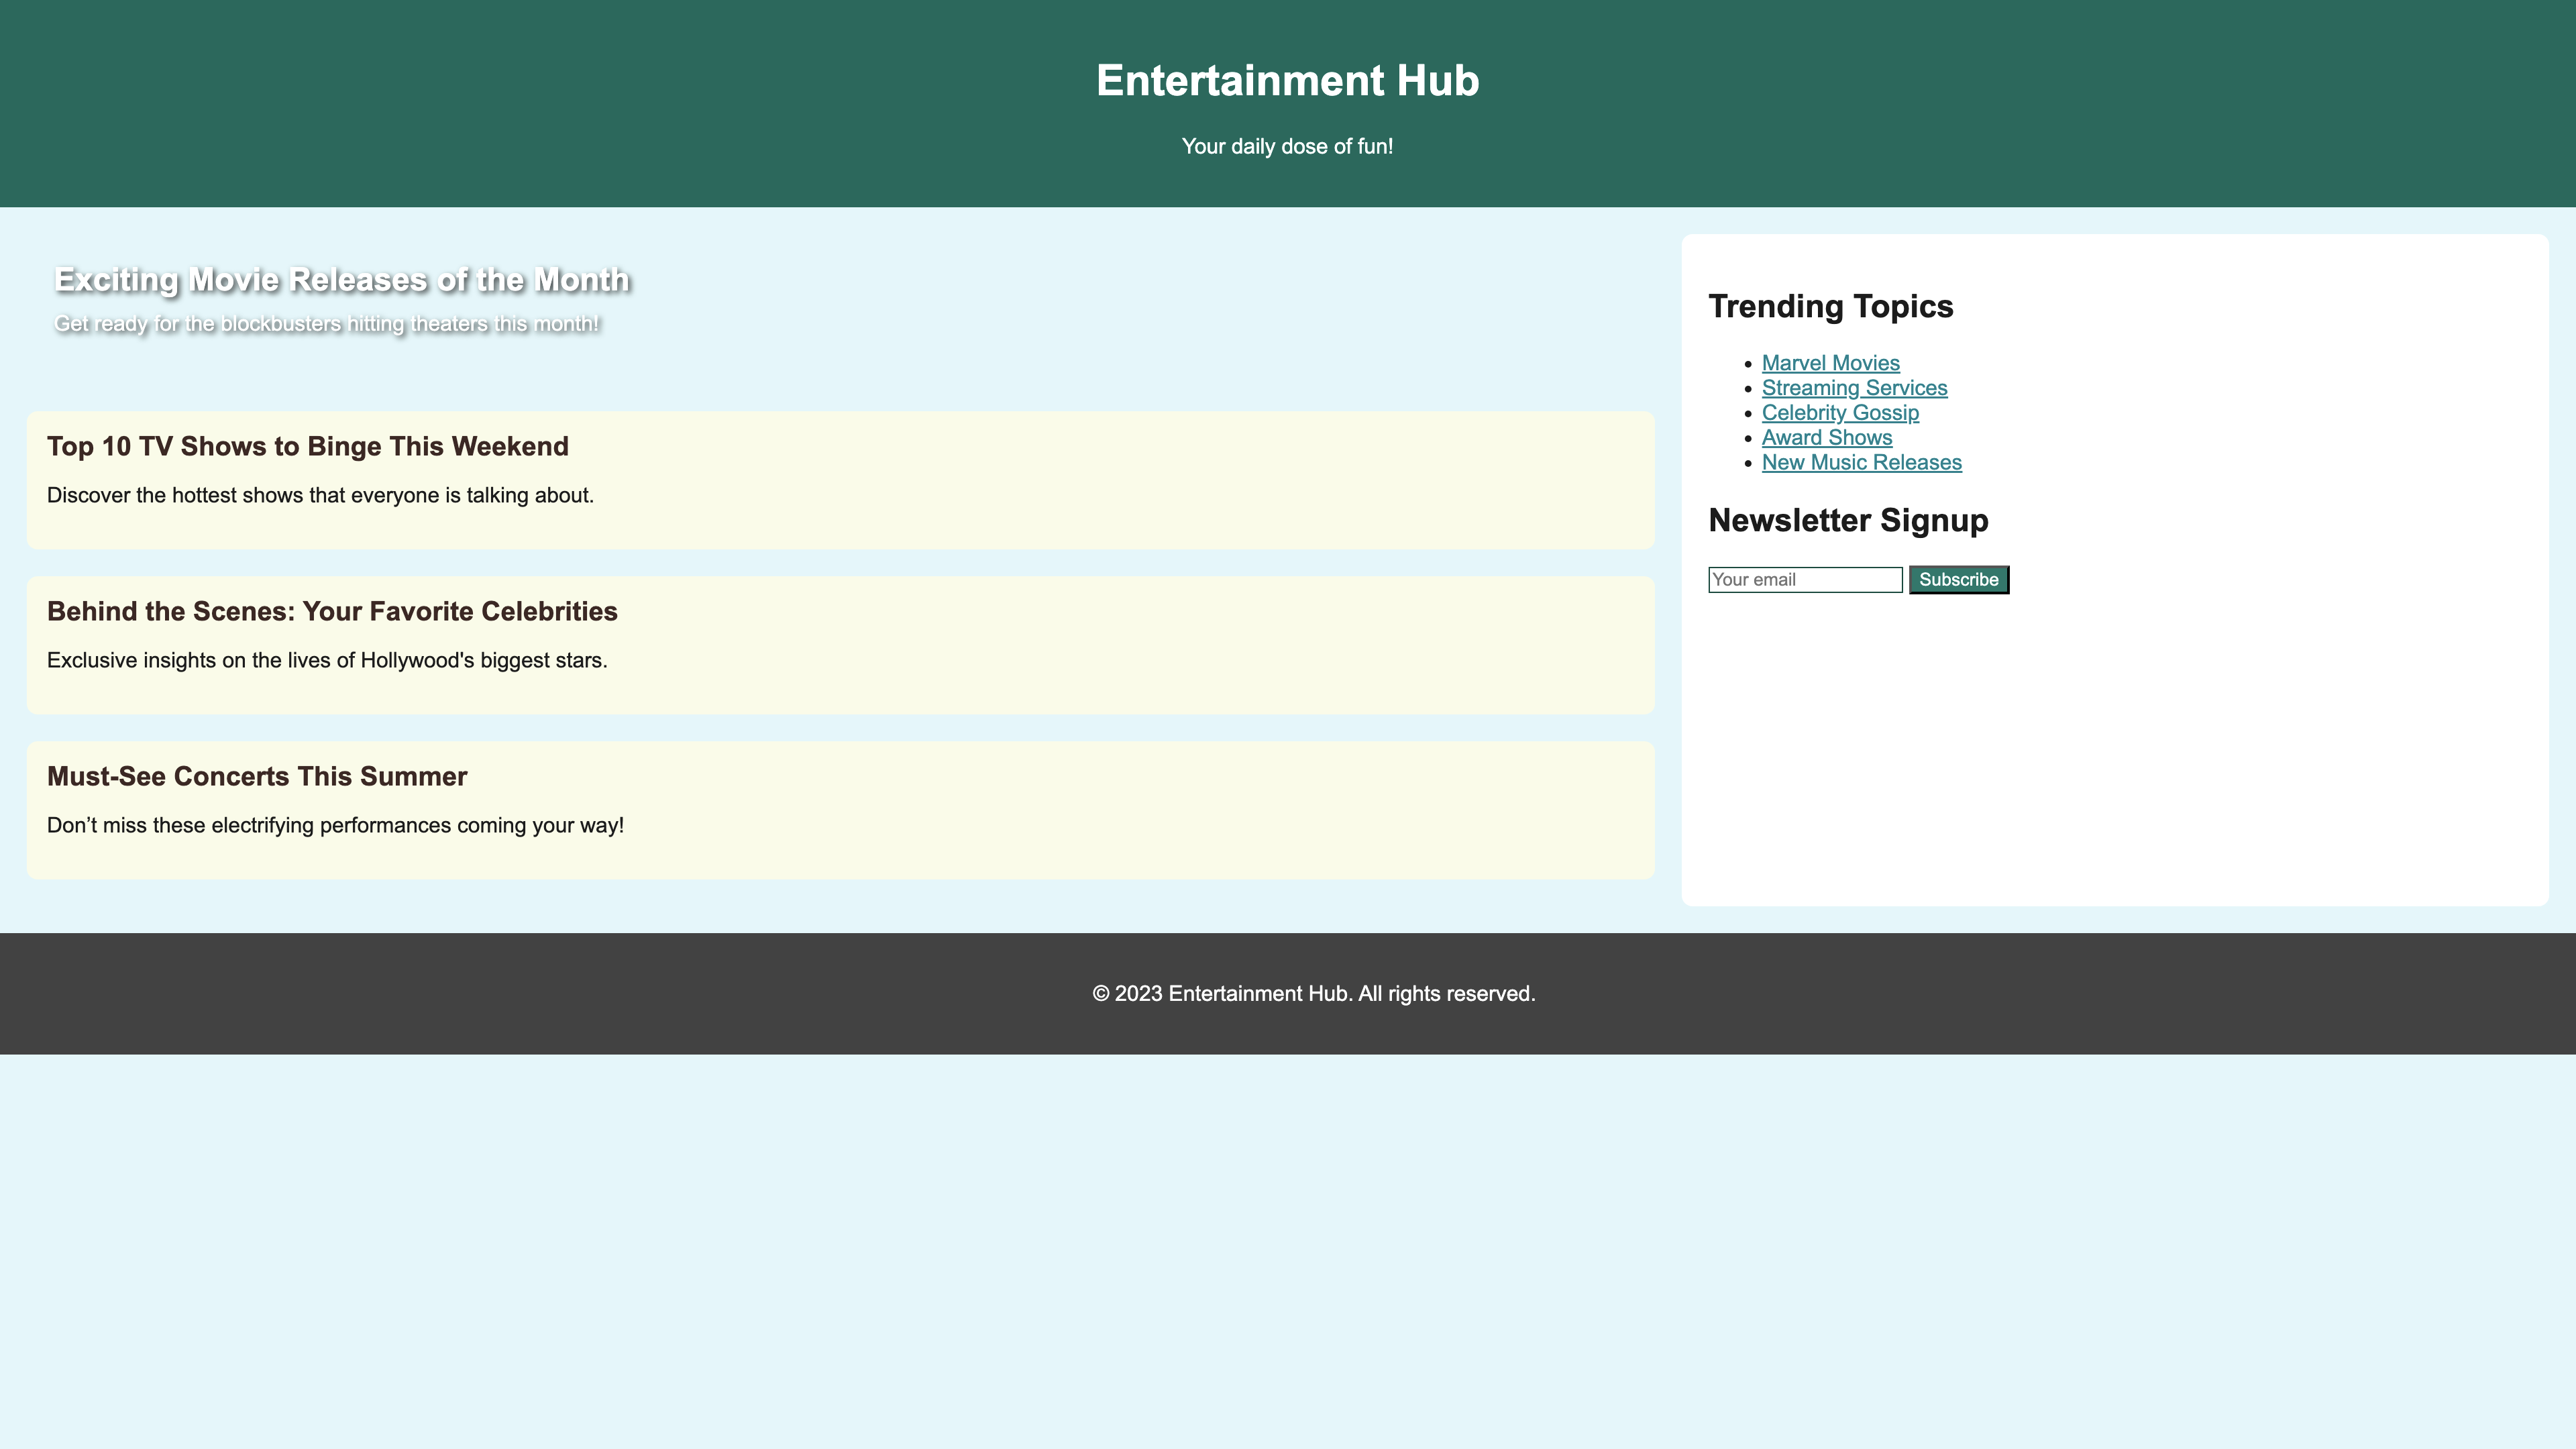 Entertainment Hub
Your daily dose of fun!
Exciting Movie Releases of the Month
Get ready for the blockbusters hitting theaters this month!
Top 10 TV Shows to Binge This Weekend
Discover the hottest shows that everyone is talking about.
Behind the Scenes: Your Favorite Celebrities
Exclusive insights on the lives of Hollywood's biggest stars.
Must-See Concerts This Summer
Don’t miss these electrifying performances coming your way!
Trending Topics
Marvel Movies
Streaming Services
Celebrity Gossip
Award Shows
New Music Releases
Newsletter Signup
Your email Subscribe
© 2023 Entertainment Hub. All rights reserved.